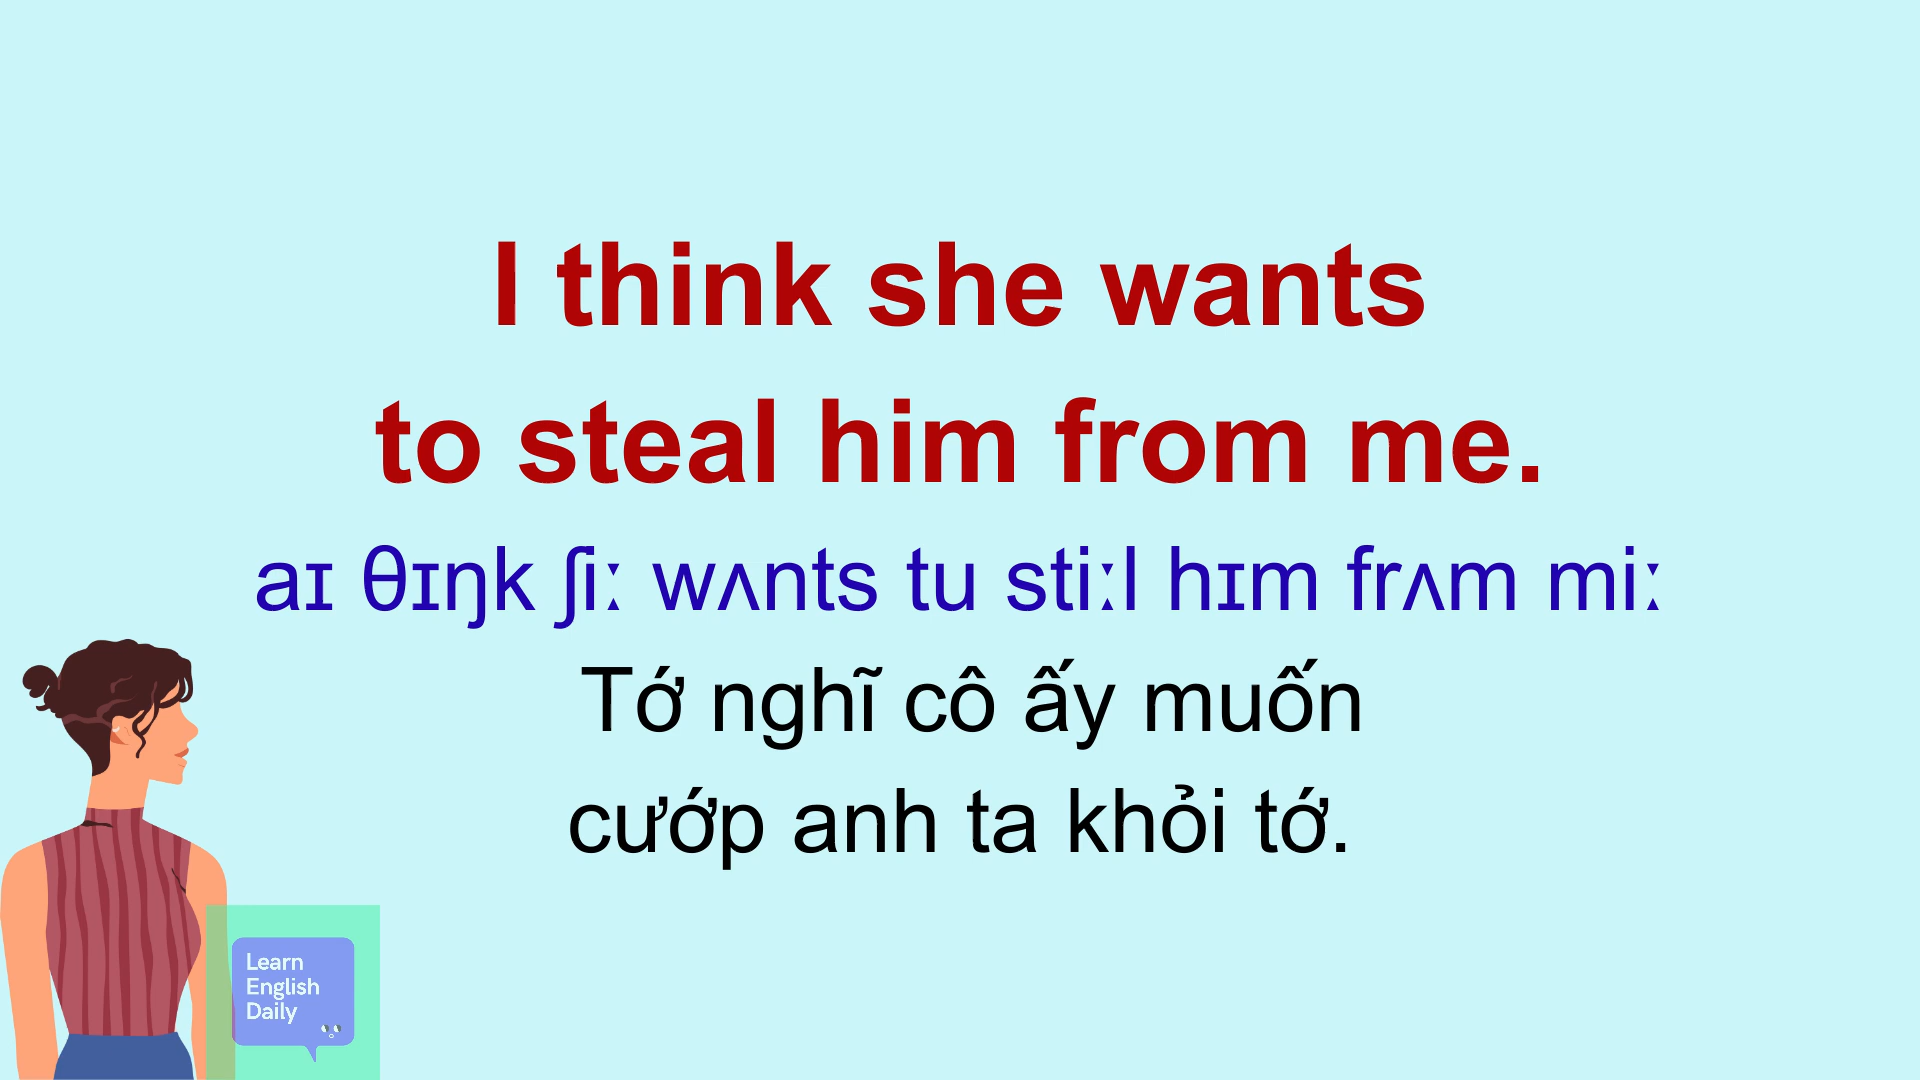 I think she wants
to steal him from me.
aɪ θɪŋk ʃiː wʌnts tu stiːl hɪm frʌm miː
Tớ nghĩ cô ấy muốn
cướp anh ta khỏi tớ.
Learn
English
Daily